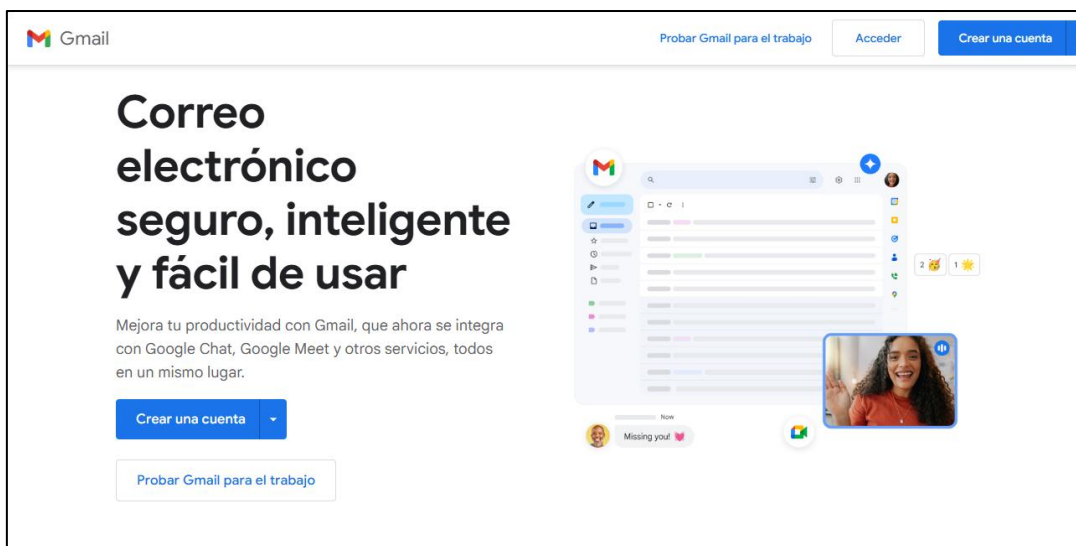 Gmail
Probar Gmail para el trabajo
Acceder
Crear una cuenta
Correo
electrónico
seguro, inteligente
y fácil de usar
Mejora tu productividad con Gmail, que ahora se integra
con Google Chat, Google Meet y otros servicios, todos
en un mismo lugar.
Crear una cuenta
Probar Gmail para el trabajo
2
1
Now
Missing you!